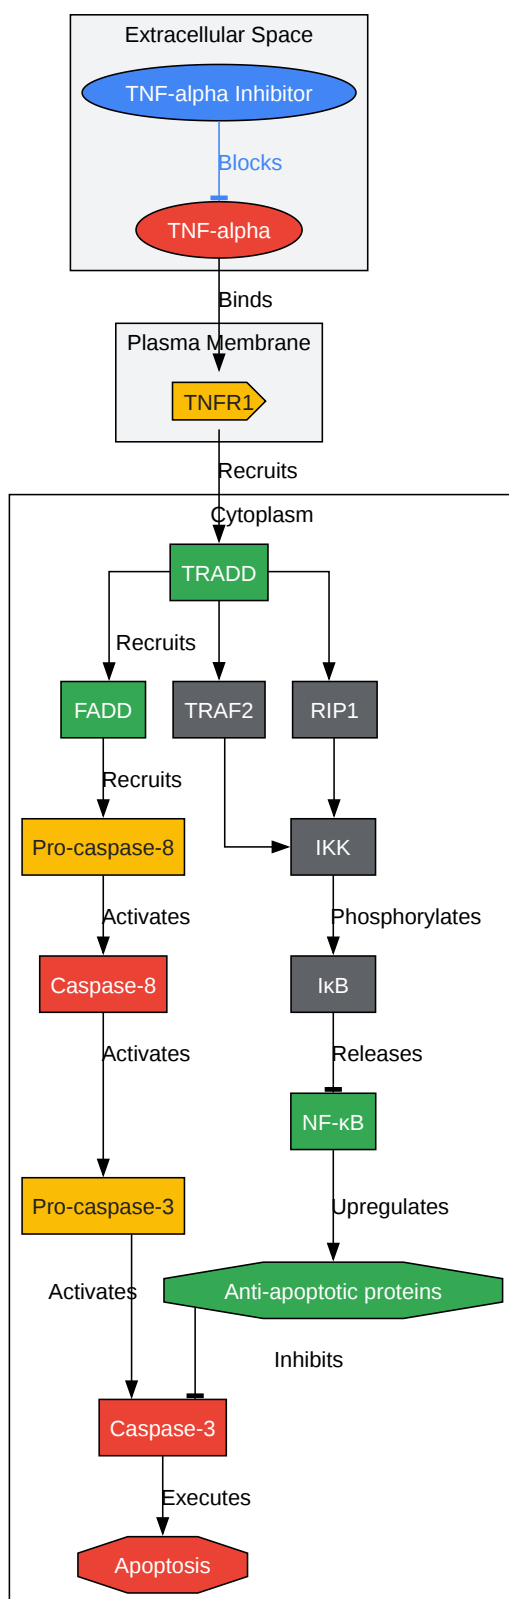 Extracellular Space
TNF-alpha Inhibitor
Blocks
TNF-alpha
Binds
Plasma Membrane
TNFR1
Recruits
Cytoplasm
TRADD
Recruits
FADD
TRAF2
RIP1
Recruits
Pro-caspase-8
IKK
Activates
Phosphorylates
Caspase-8
IκB
Activates
Releases
NF-κB
Pro-caspase-3
Upregulates
Activates
Anti-apoptotic proteins
Inhibits
Caspase-3
Executes
Apoptosis